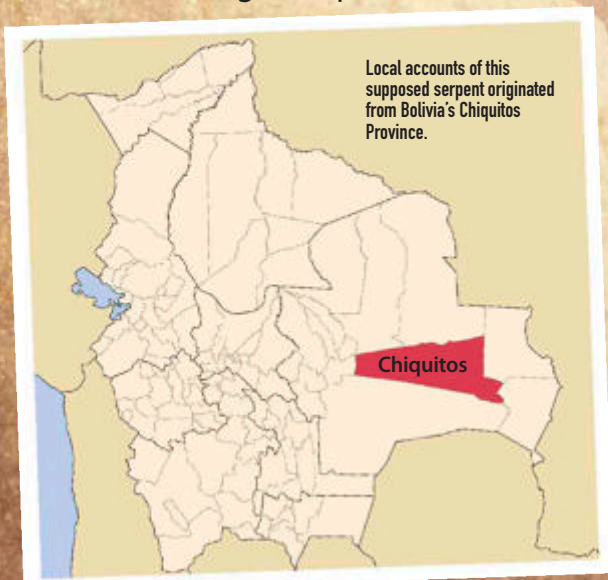 Local accounts of this
supposed serpent originated
from Bolivia's Chiquitos
Province.
Chiquitos